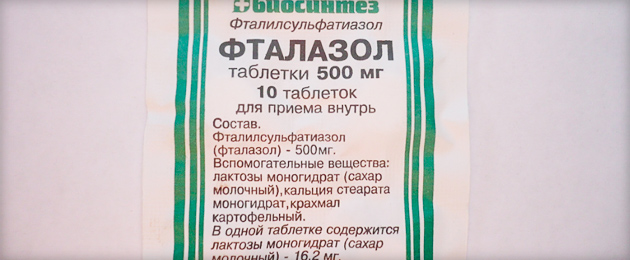 биосинтез
Фталилсульфатиазол
ФТАЛАЗОЛ
таблетки 500 мг
10 таблеток
для приема внутрь
Состав.
Фталилсульфатиазол
(фталазол) - 500мг.
Вспомогательные вещества:
лактозы моногидрат (сахар
молочный),кальция стеарата
моногидрат,крахмал
картофельный.
В одной таблетке содержится
лактозы моногидрат (сахар
молочный) - 16,2 мг.